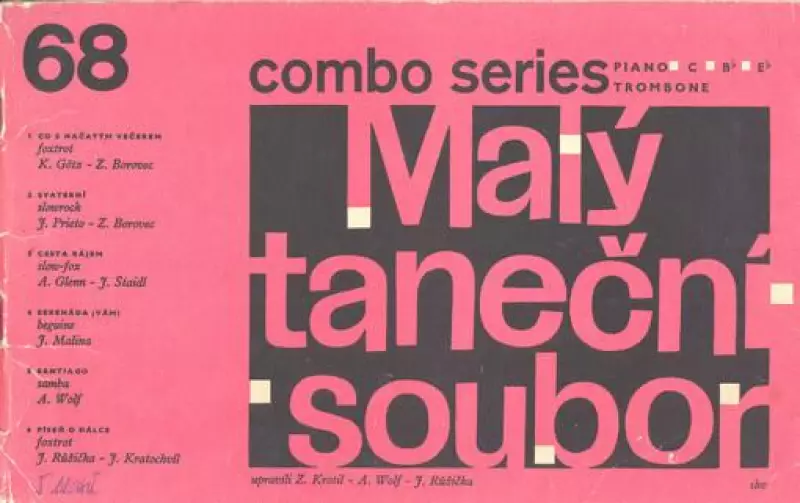 68
combo series
PIANO C B♭ E♭
TROMBONE
1 CO S NAČATÝM VEČEREM
foxtrot
K. Götz - Z. Borovec
2 SVATEBNÍ
slowrock
J. Prieto - Z. Borovec
3 CESTA RÁJEM
slow-fox
A. Glenn - J. Staidl
4 SERENÁDA (VÁM)
beguine
J. Malina
5 SANTIAGO
samba
A. Wolf
6 PÍSEŇ O DÁLCE
foxtrot
J. Růžička - J. Kratochvíl
Malý
taneční
soubor
upravili Z. Kratil - A. Wolf - J. Růžička